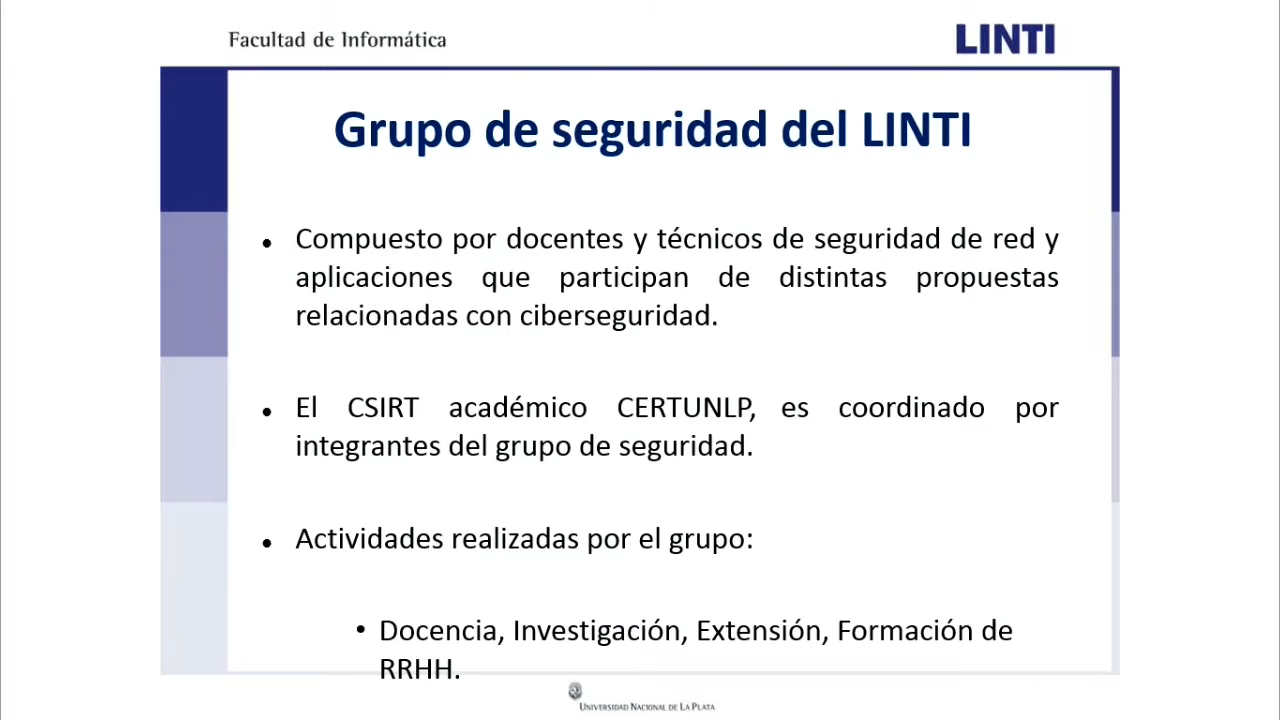 Facultad de Informática
LINTI
Grupo de seguridad del LINTI
• Compuesto por docentes y técnicos de seguridad de red y
aplicaciones que participan de distintas propuestas
relacionadas con ciberseguridad.
• El CSIRT académico CERTUNLP, es coordinado por
integrantes del grupo de seguridad.
• Actividades realizadas por el grupo:
• Docencia, Investigación, Extensión, Formación de
RRHH.
UNIVERSIDAD NACIONAL DE LA PLATA